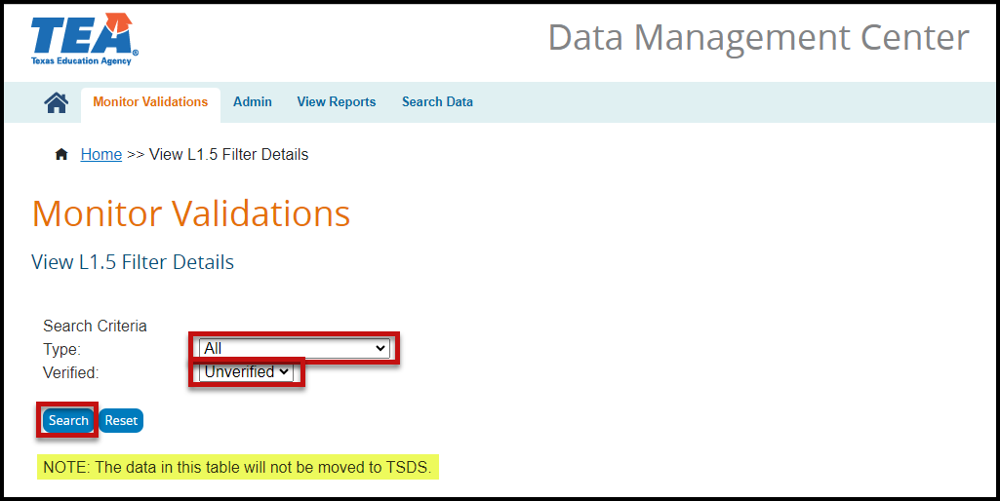 TEA®
Texas Education Agency
Data Management Center
Monitor Validations Admin View Reports Search Data
Home >> View L1.5 Filter Details
Monitor Validations
View L1.5 Filter Details
Search Criteria
Type: All
Verified: Unverified
Search Reset
NOTE: The data in this table will not be moved to TSDS.